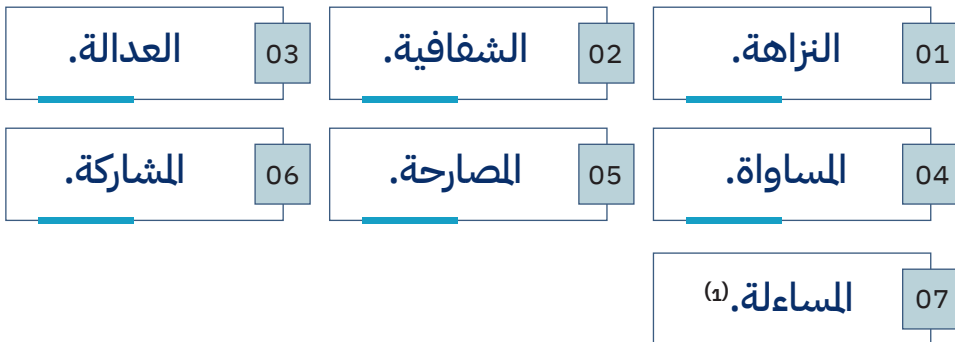 01 النزاهة.
02 الشفافية.
03 العدالة.
04 المساواة.
05 المصارحة.
06 المشاركة.
07 المساءلة.(1)